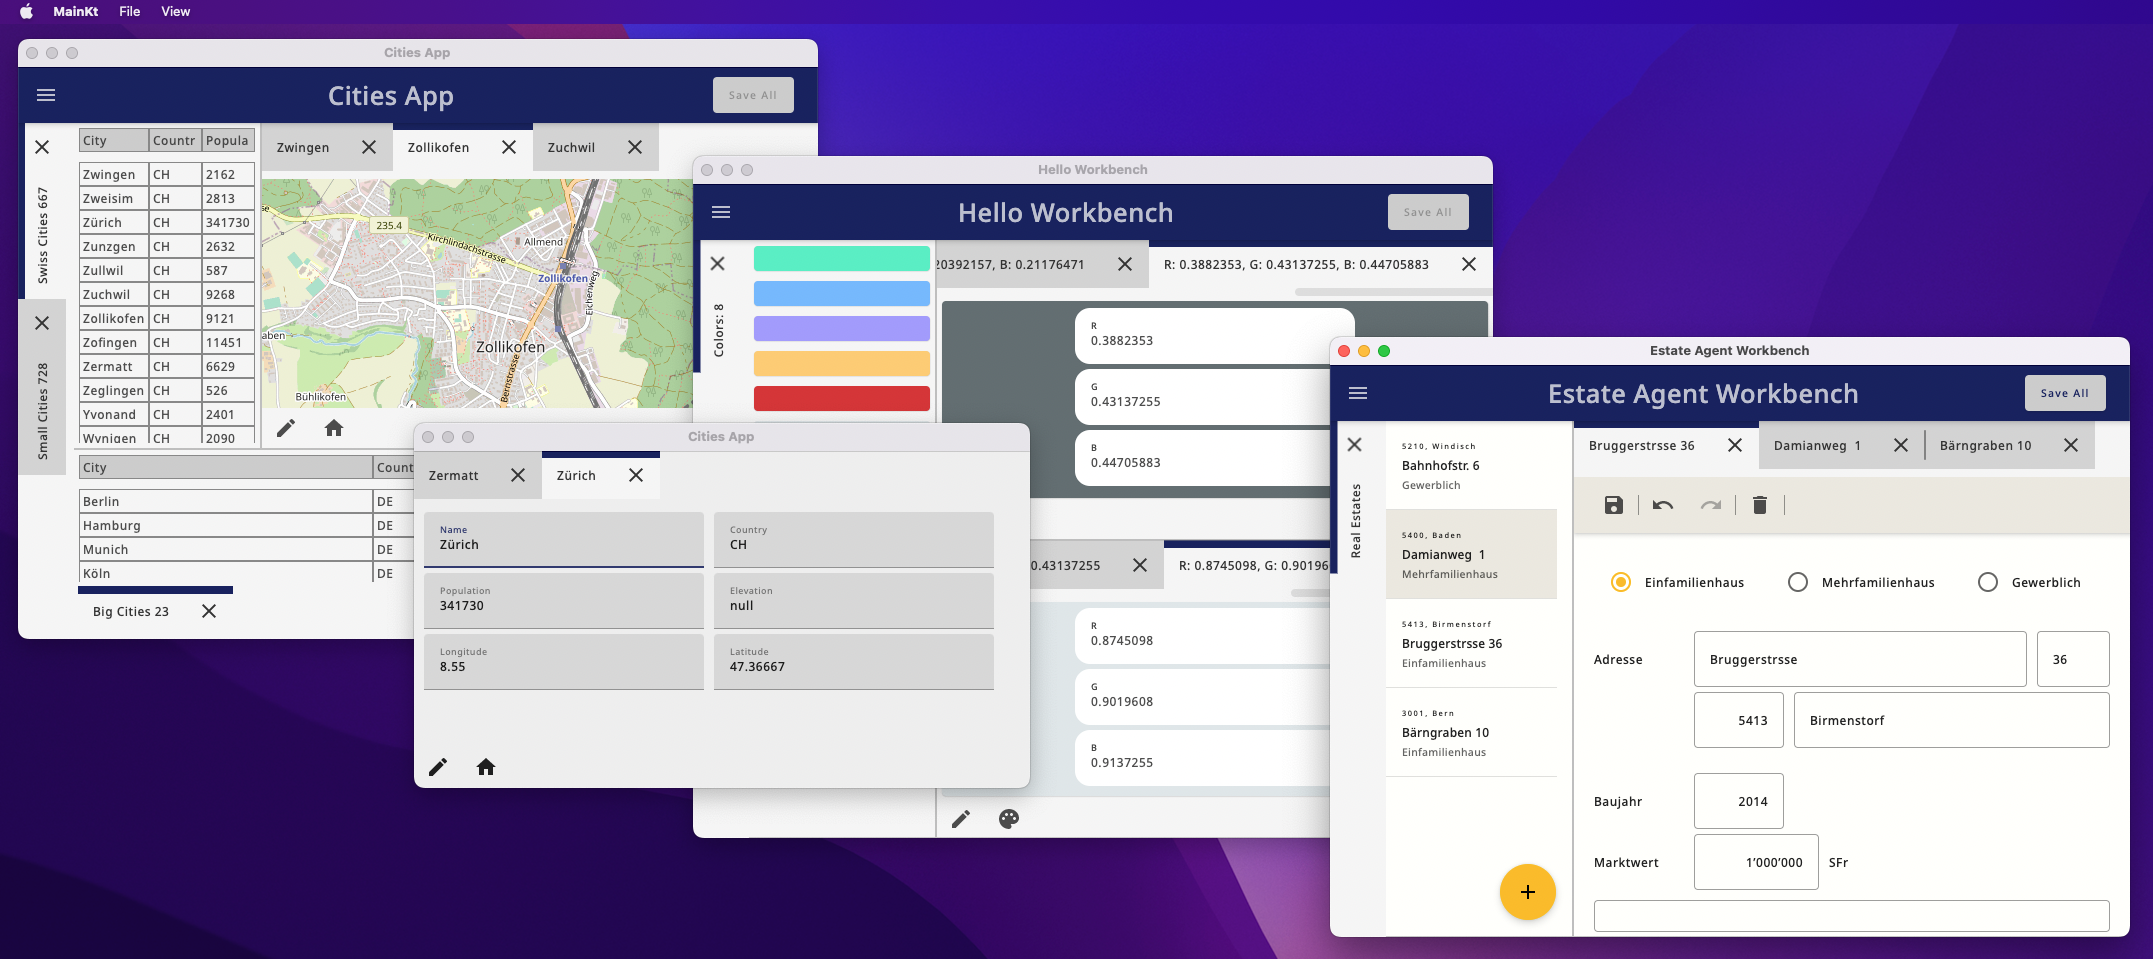 MainKt File View
Cities App
Cities App
Save All
Swiss Cities 667
Small Cities 728
City Countr Popula
Zwingen CH 2162
Zweisim CH 2813
Zürich CH 341730
Zunzgen CH 2632
Zullwil CH 587
Zuchwil CH 9268
Zollikofen CH 9121
Zofingen CH 11451
Zermatt CH 6629
Zeglingen CH 526
Yvonand CH 2401
Wynigen CH 2090
Zwingen Zollikofen Zuchwil
235.4
Kirchlindachstrasse
Allmend
Zollikofen
Eichenweg
Zollikofen
Bernstrasse
Bühlikofen
City Count
Berlin DE
Hamburg DE
Munich DE
Köln DE
Big Cities 23
Cities App
Zermatt Zürich
Name
Zürich
Country
CH
Population
341730
Elevation
null
Longitude
8.55
Latitude
47.36667
Hello Workbench
Hello Workbench
Save All
Colors: 8
20392157, B: 0.21176471
R: 0.3882353, G: 0.43137255, B: 0.44705883
R
0.3882353
G
0.43137255
B
0.44705883
0.43137255
R: 0.8745098, G: 0.90196
R
0.8745098
G
0.9019608
B
0.9137255
Estate Agent Workbench
Estate Agent Workbench
Save All
Real Estates
5210, Windisch
Bahnhofstr. 6
Gewerblich
5400, Baden
Damianweg 1
Mehrfamilienhaus
5413, Birmenstorf
Bruggerstrsse 36
Einfamilienhaus
3001, Bern
Bärngraben 10
Einfamilienhaus
Bruggerstrsse 36 Damianweg 1 Bärngraben 10
Einfamilienhaus Mehrfamilienhaus Gewerblich
Adresse Bruggerstrsse 36
5413 Birmenstorf
Baujahr 2014
Marktwert 1’000’000 SFr